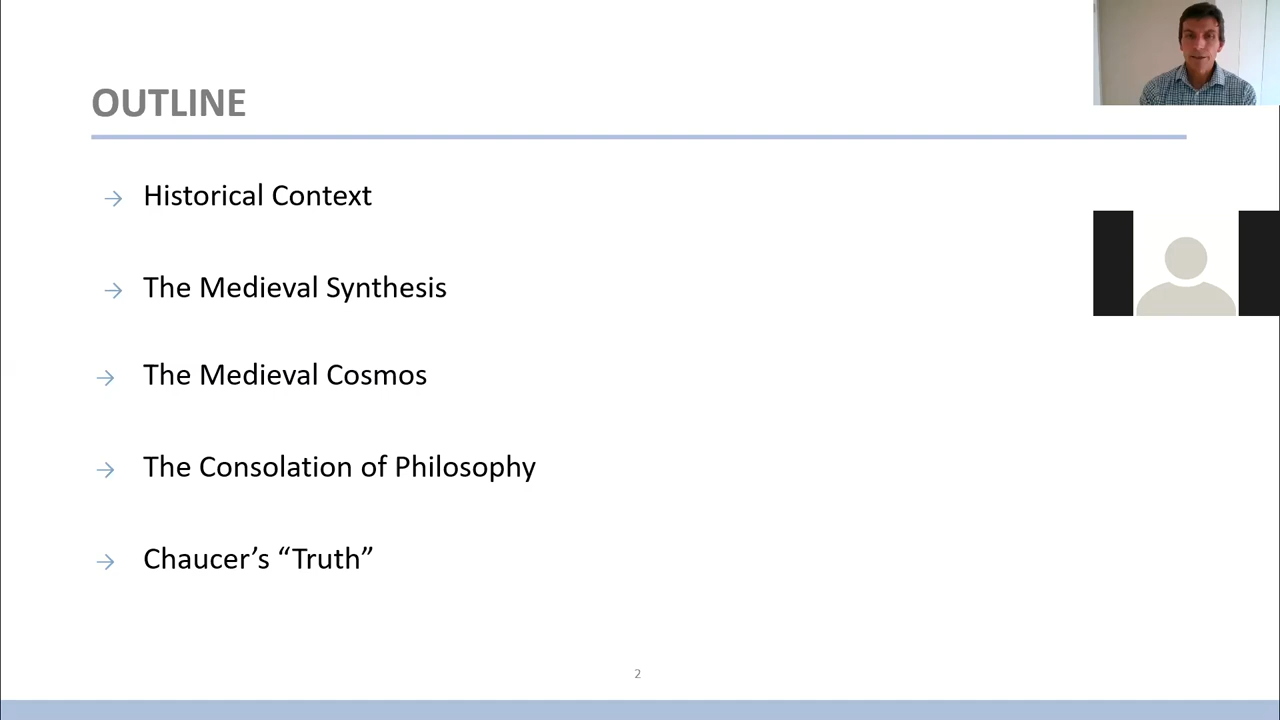 OUTLINE
→ Historical Context
→ The Medieval Synthesis
→ The Medieval Cosmos
→ The Consolation of Philosophy
→ Chaucer’s “Truth”
2